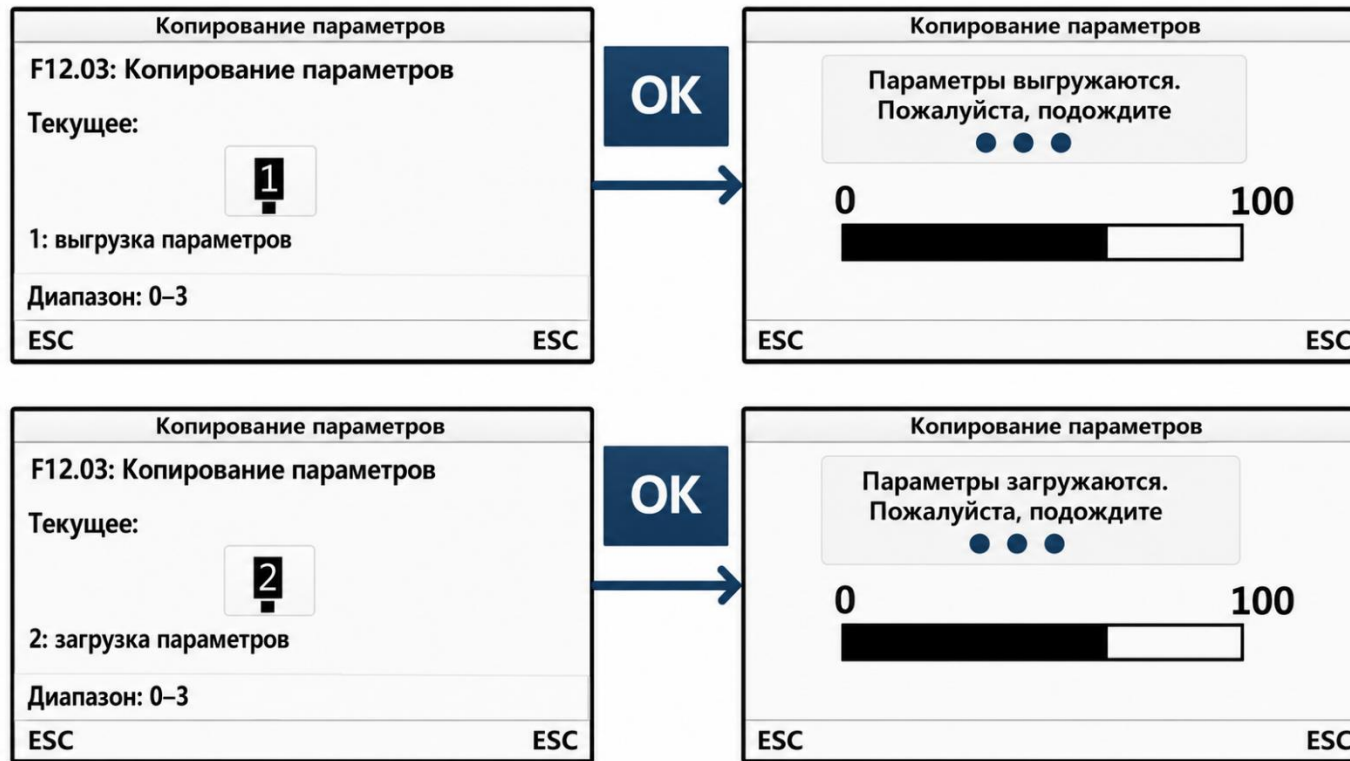 Копирование параметров
F12.03: Копирование параметров
Текущее:
1
1: выгрузка параметров
Диапазон: 0–3
ESC ESC
OK
Копирование параметров
Параметры выгружаются.
Пожалуйста, подождите
0 100
ESC ESC
Копирование параметров
F12.03: Копирование параметров
Текущее:
2
2: загрузка параметров
Диапазон: 0–3
ESC ESC
OK
Копирование параметров
Параметры загружаются.
Пожалуйста, подождите
0 100
ESC ESC